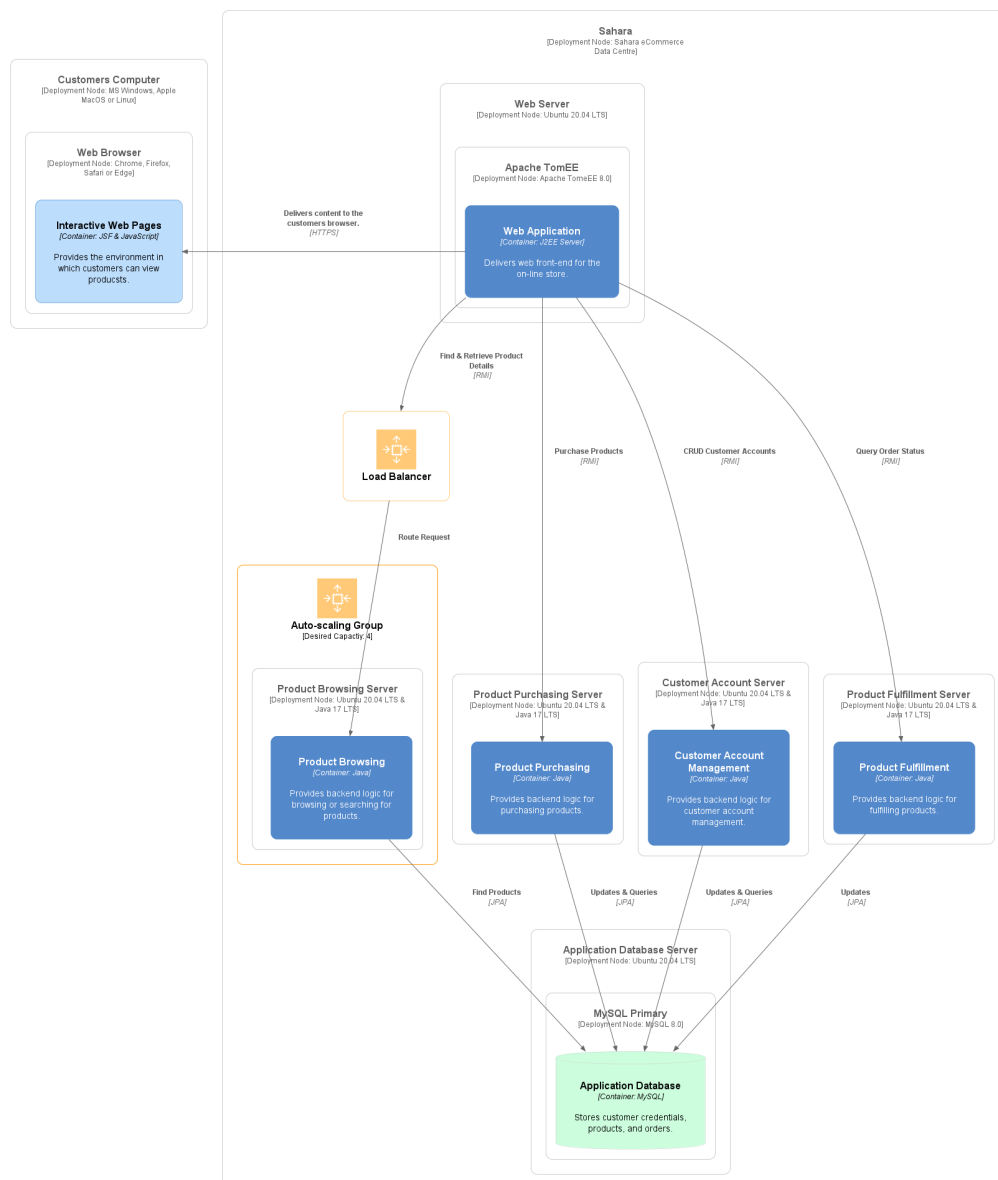 Sahara
[Deployment Node: Sahara eCommerce
Data Centre]
Customers Computer
[Deployment Node: MS Windows, Apple
MacOS or Linux]
Web Browser
[Deployment Node: Chrome, Firefox,
Safari or Edge]
Interactive Web Pages
[Container: JSF & JavaScript]
Provides the environment in
which customers can view
producsts.
Delivers content to the
customers browser.
[HTTPS]
Web Server
[Deployment Node: Ubuntu 20.04 LTS]
Apache TomEE
[Deployment Node: Apache TomeEE 8.0]
Web Application
[Container: J2EE Server]
Delivers web front-end for the
on-line store.
Find & Retrieve Product
Details
[RMI]
Load Balancer
Purchase Products
[RMI]
CRUD Customer Accounts
[RMI]
Query Order Status
[RMI]
Route Request
Auto-scaling Group
[Desired Capactiy: 4]
Product Browsing Server
[Deployment Node: Ubuntu 20.04 LTS &
Java 17 LTS]
Product Browsing
[Container: Java]
Provides backend logic for
browsing or searching for
products.
Product Purchasing Server
[Deployment Node: Ubuntu 20.04 LTS &
Java 17 LTS]
Product Purchasing
[Container: Java]
Provides backend logic for
purchasing products.
Customer Account Server
[Deployment Node: Ubuntu 20.04 LTS &
Java 17 LTS]
Customer Account
Management
[Container: Java]
Provides backend logic for
customer account
management.
Product Fulfillment Server
[Deployment Node: Ubuntu 20.04 LTS &
Java 17 LTS]
Product Fulfillment
[Container: Java]
Provides backend logic for
fulfilling products.
Find Products
[JPA]
Updates & Queries
[JPA]
Updates & Queries
[JPA]
Updates
[JPA]
Application Database Server
[Deployment Node: Ubuntu 20.04 LTS]
MySQL Primary
[Deployment Node: MySQL 8.0]
Application Database
[Container: MySQL]
Stores customer credentials,
products, and orders.